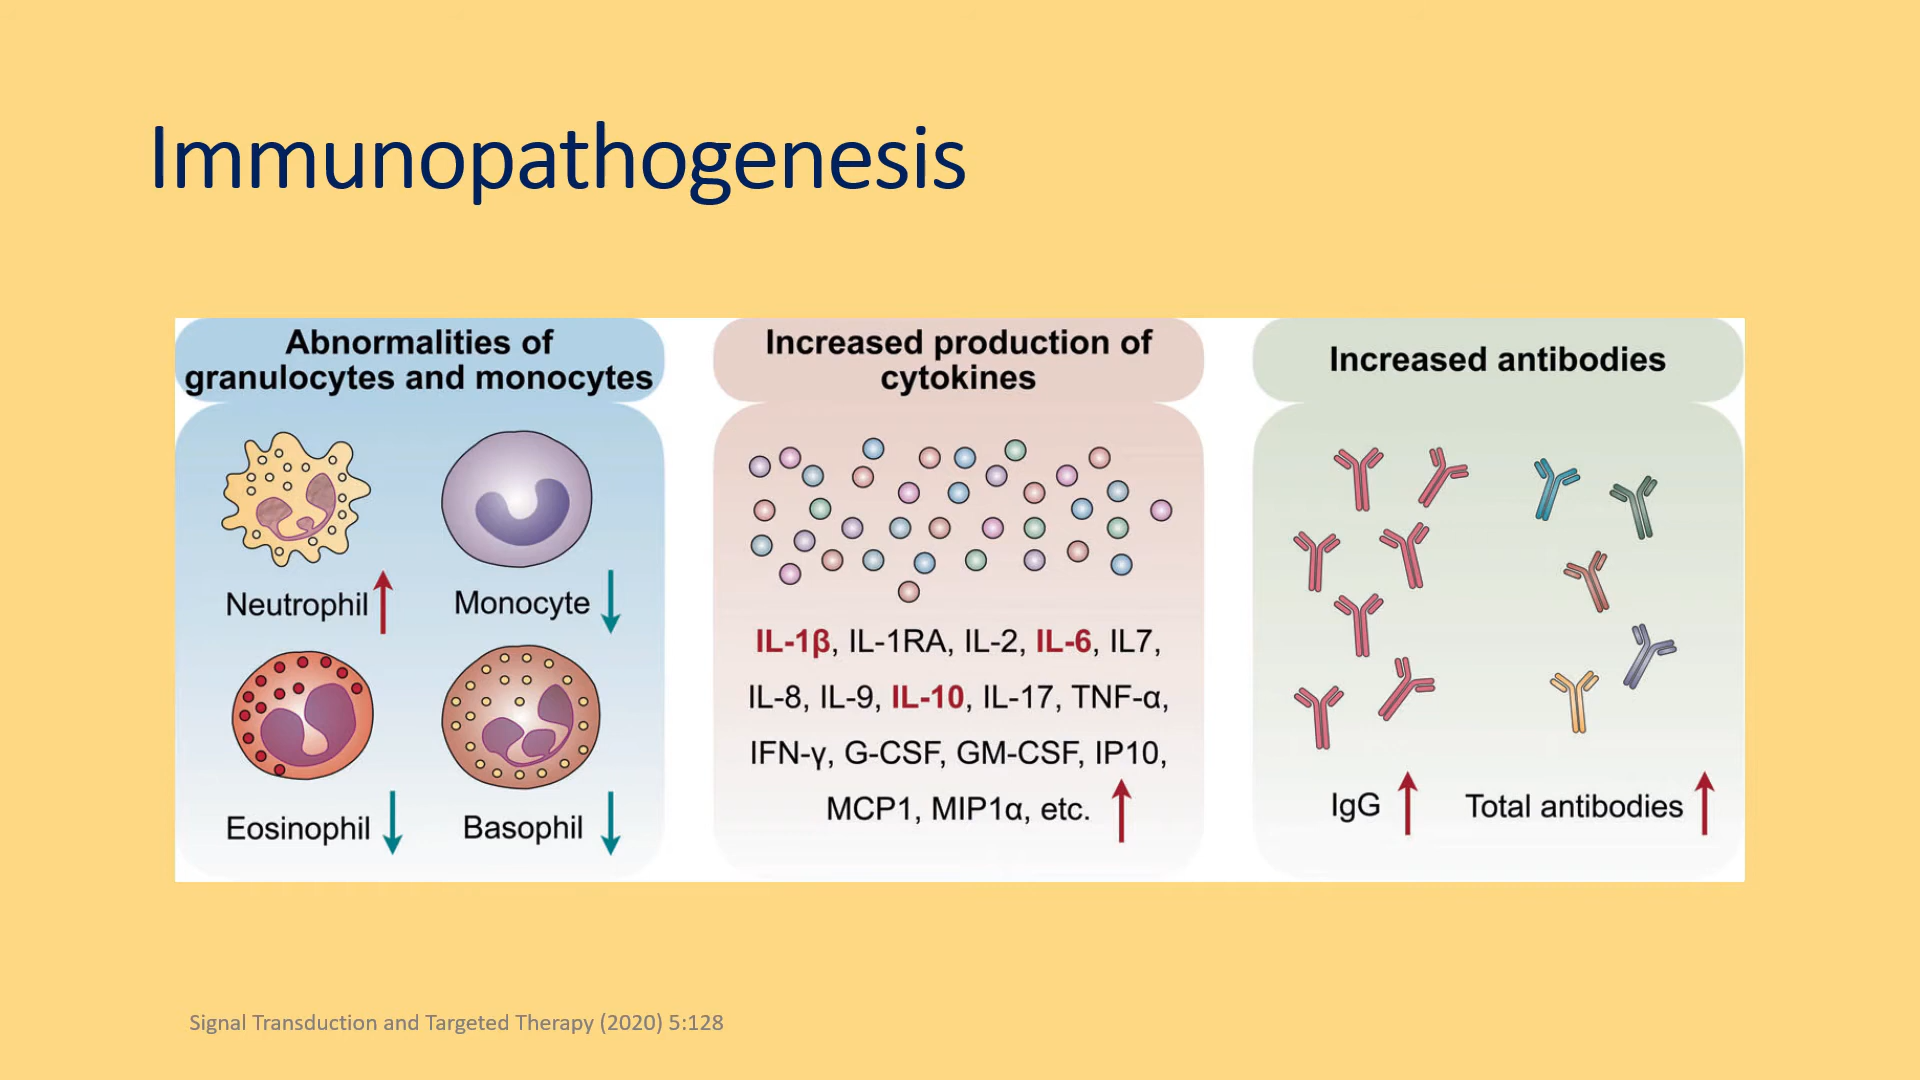 Immunopathogenesis
Abnormalities of
granulocytes and monocytes
Neutrophil
Monocyte
Eosinophil
Basophil
Increased production of
cytokines
IL-1β, IL-1RA, IL-2, IL-6, IL7,
IL-8, IL-9, IL-10, IL-17, TNF-α,
IFN-γ, G-CSF, GM-CSF, IP10,
MCP1, MIP1α, etc.
Increased antibodies
IgG
Total antibodies
Signal Transduction and Targeted Therapy (2020) 5:128